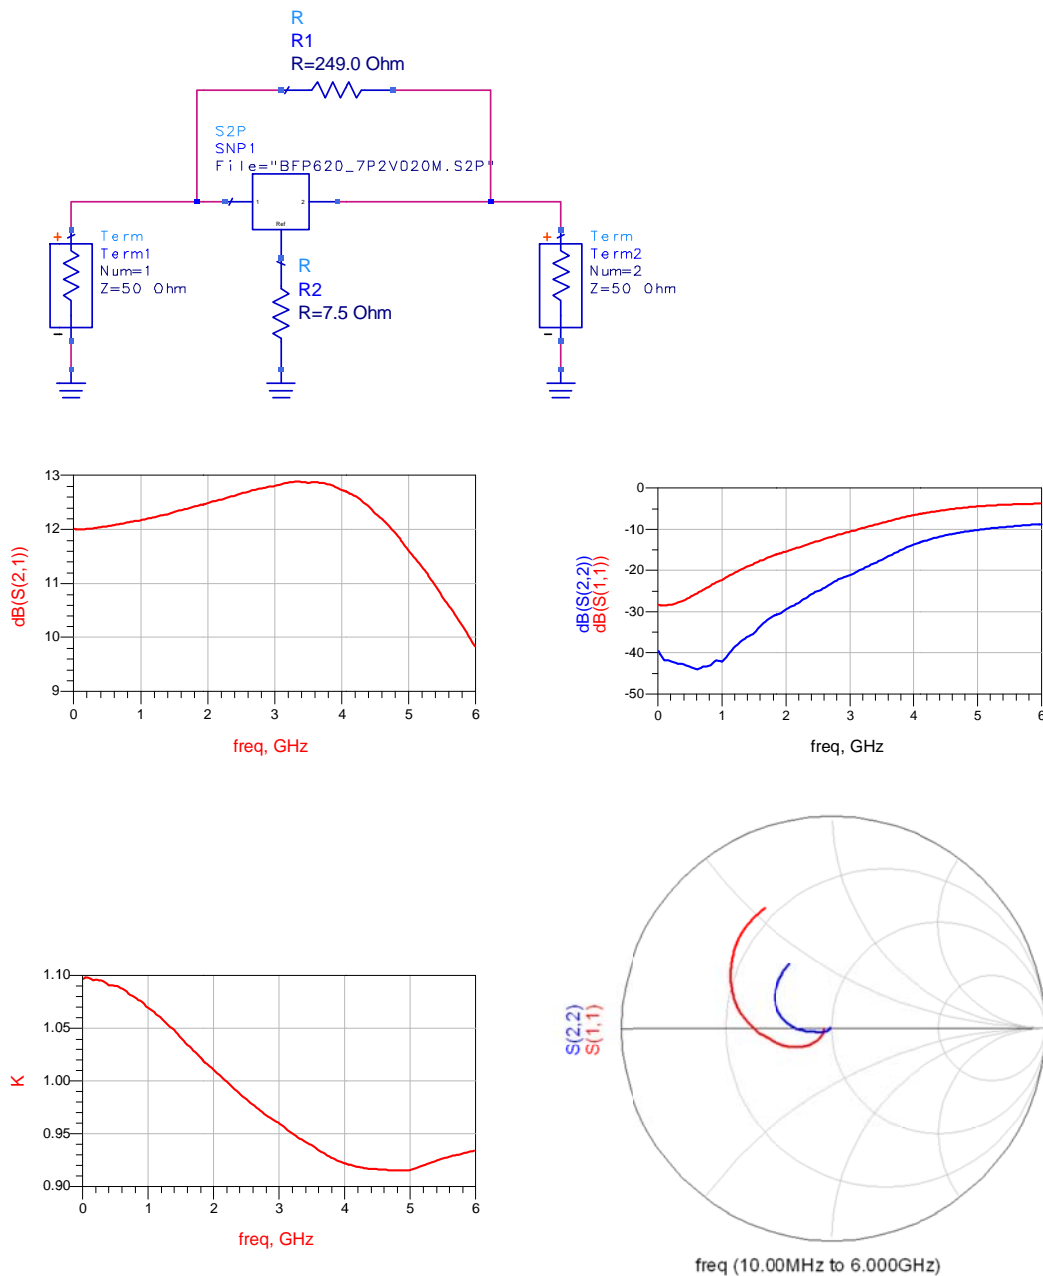 R
R1
R=249.0 Ohm
S2P
SNP1
File="BFP620_7P2V020M.S2P"
1
2
Ref
+
Term
Term1
Num=1
Z=50 Ohm
-
R
R2
R=7.5 Ohm
+
Term
Term2
Num=2
Z=50 Ohm
-
dB(S(2,1))
13
12
11
10
9
0 1 2 3 4 5 6
freq, GHz
dB(S(2,2))
dB(S(1,1))
0
-10
-20
-30
-40
-50
0 1 2 3 4 5 6
freq, GHz
K
1.10
1.05
1.00
0.95
0.90
0 1 2 3 4 5 6
freq, GHz
S(2,2)
S(1,1)
freq (10.00MHz to 6.000GHz)